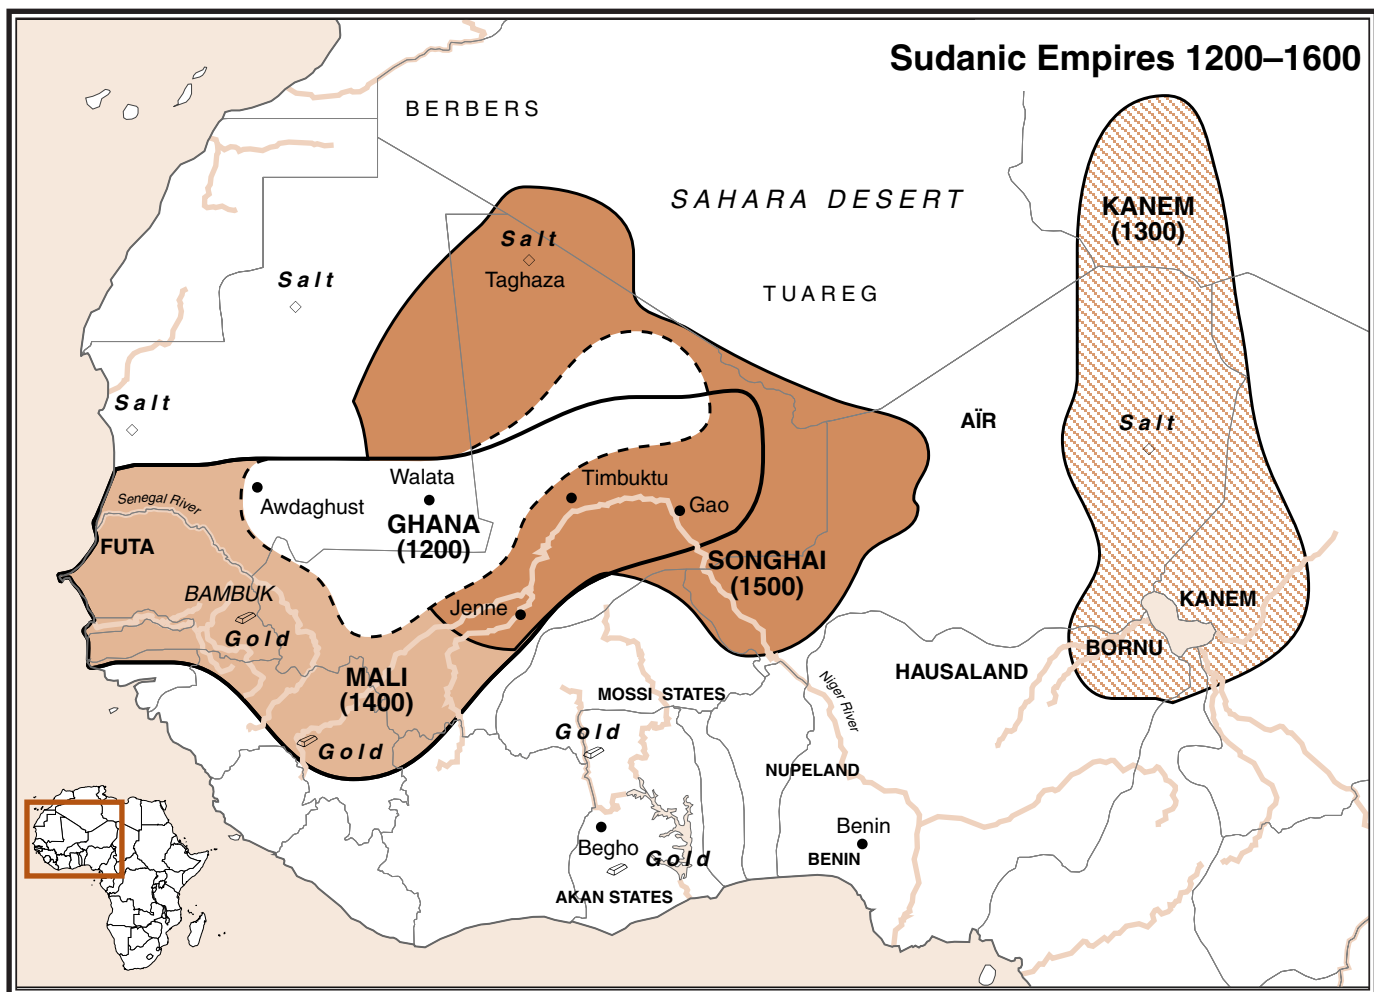 Sudanic Empires 1200–1600
BERBERS
SAHARA DESERT
KANEM
(1300)
Salt
Taghaza
Salt
TUAREG
Salt
AÏR
Salt
Walata
Timbuktu
Awdaghust
Gao
Senegal River
GHANA
(1200)
FUTA
SONGHAI
(1500)
BAMBUK
Gold
Jenne
KANEM
BORNU
HAUSALAND
MALI
(1400)
MOSSI STATES
Niger River
Gold
Gold
NUPELAND
Benin
BENIN
Begho
Gold
AKAN STATES